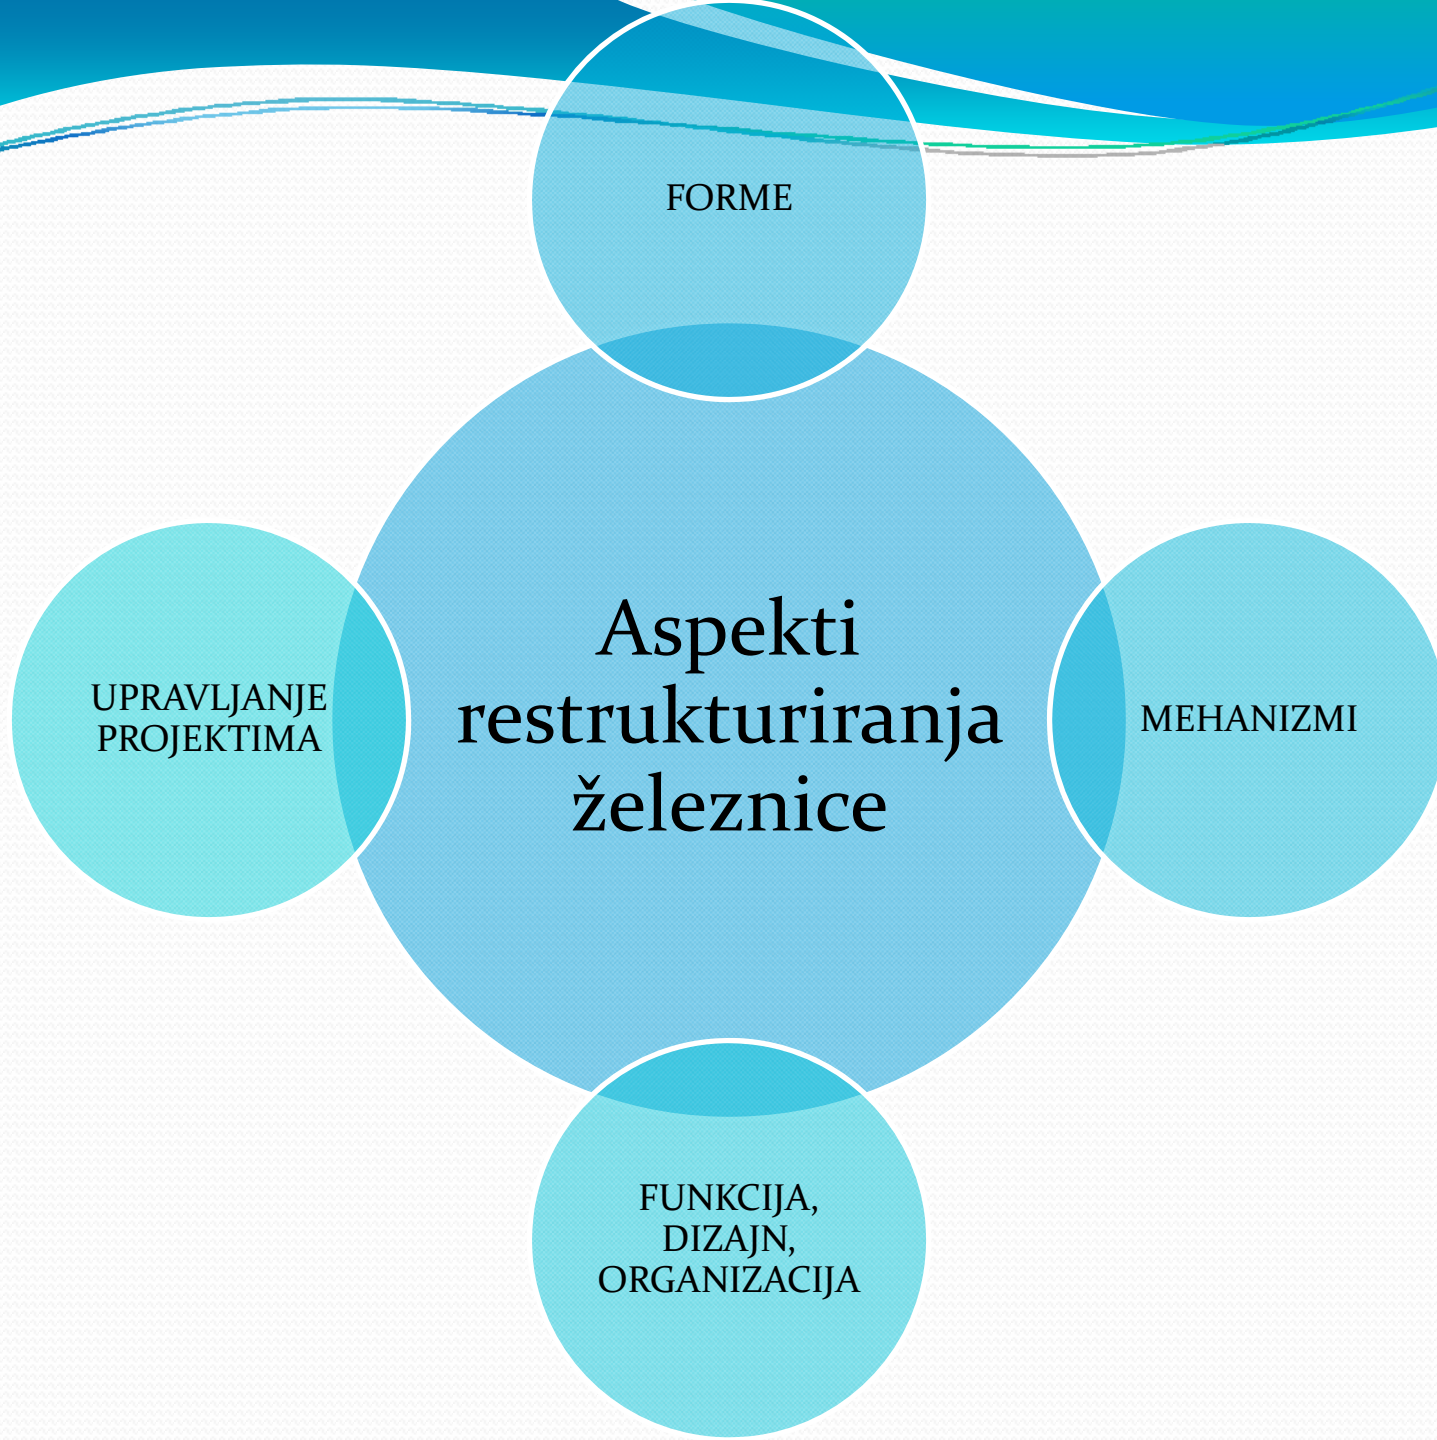 FORME
Aspekti
restrukturiranja
železnice
UPRAVLJANJE
PROJEKTIMA
MEHANIZMI
FUNKCIJA,
DIZAJN,
ORGANIZACIJA